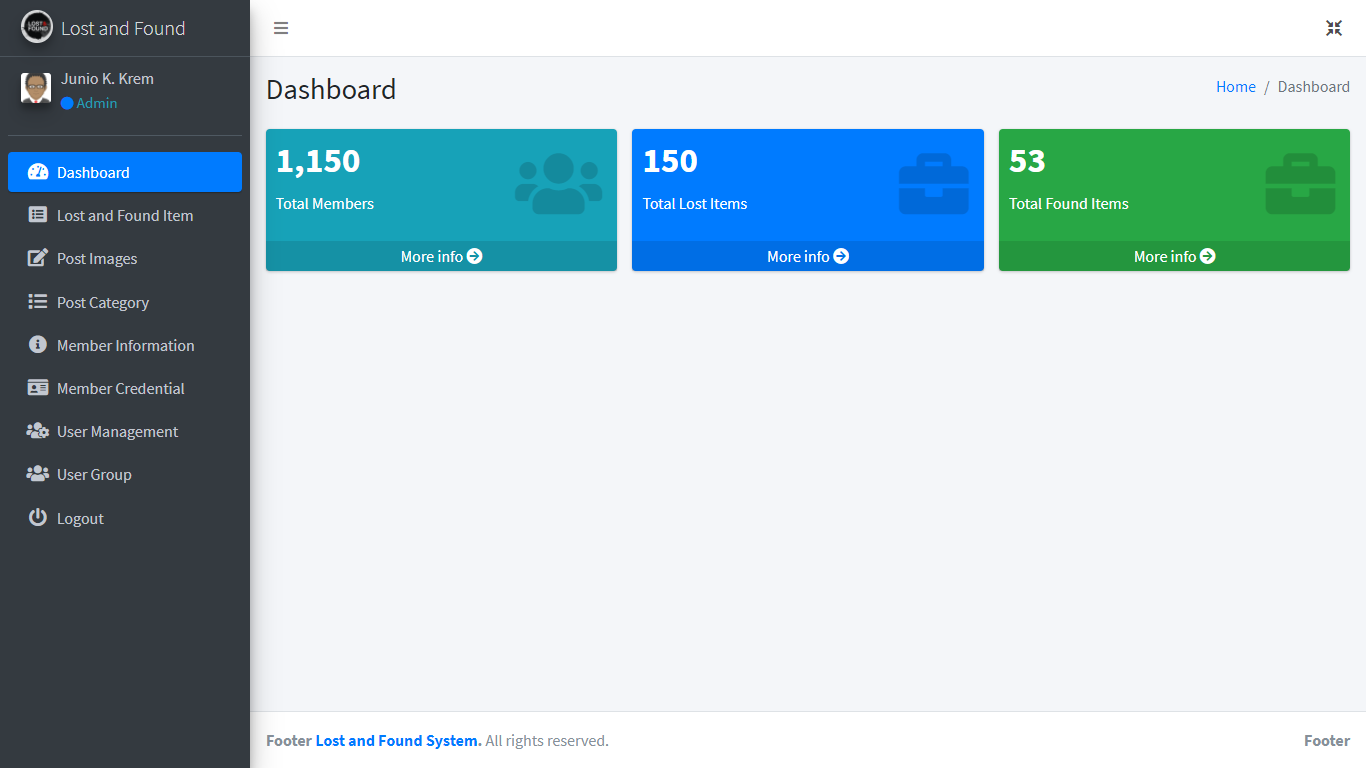 LOST
FOUND
Lost and Found
Junio K. Krem
Admin
Dashboard
Lost and Found Item
Post Images
Post Category
Member Information
Member Credential
User Management
User Group
Logout
Dashboard
Home / Dashboard
1,150
Total Members
More info
150
Total Lost Items
More info
53
Total Found Items
More info
Footer Lost and Found System. All rights reserved.
Footer